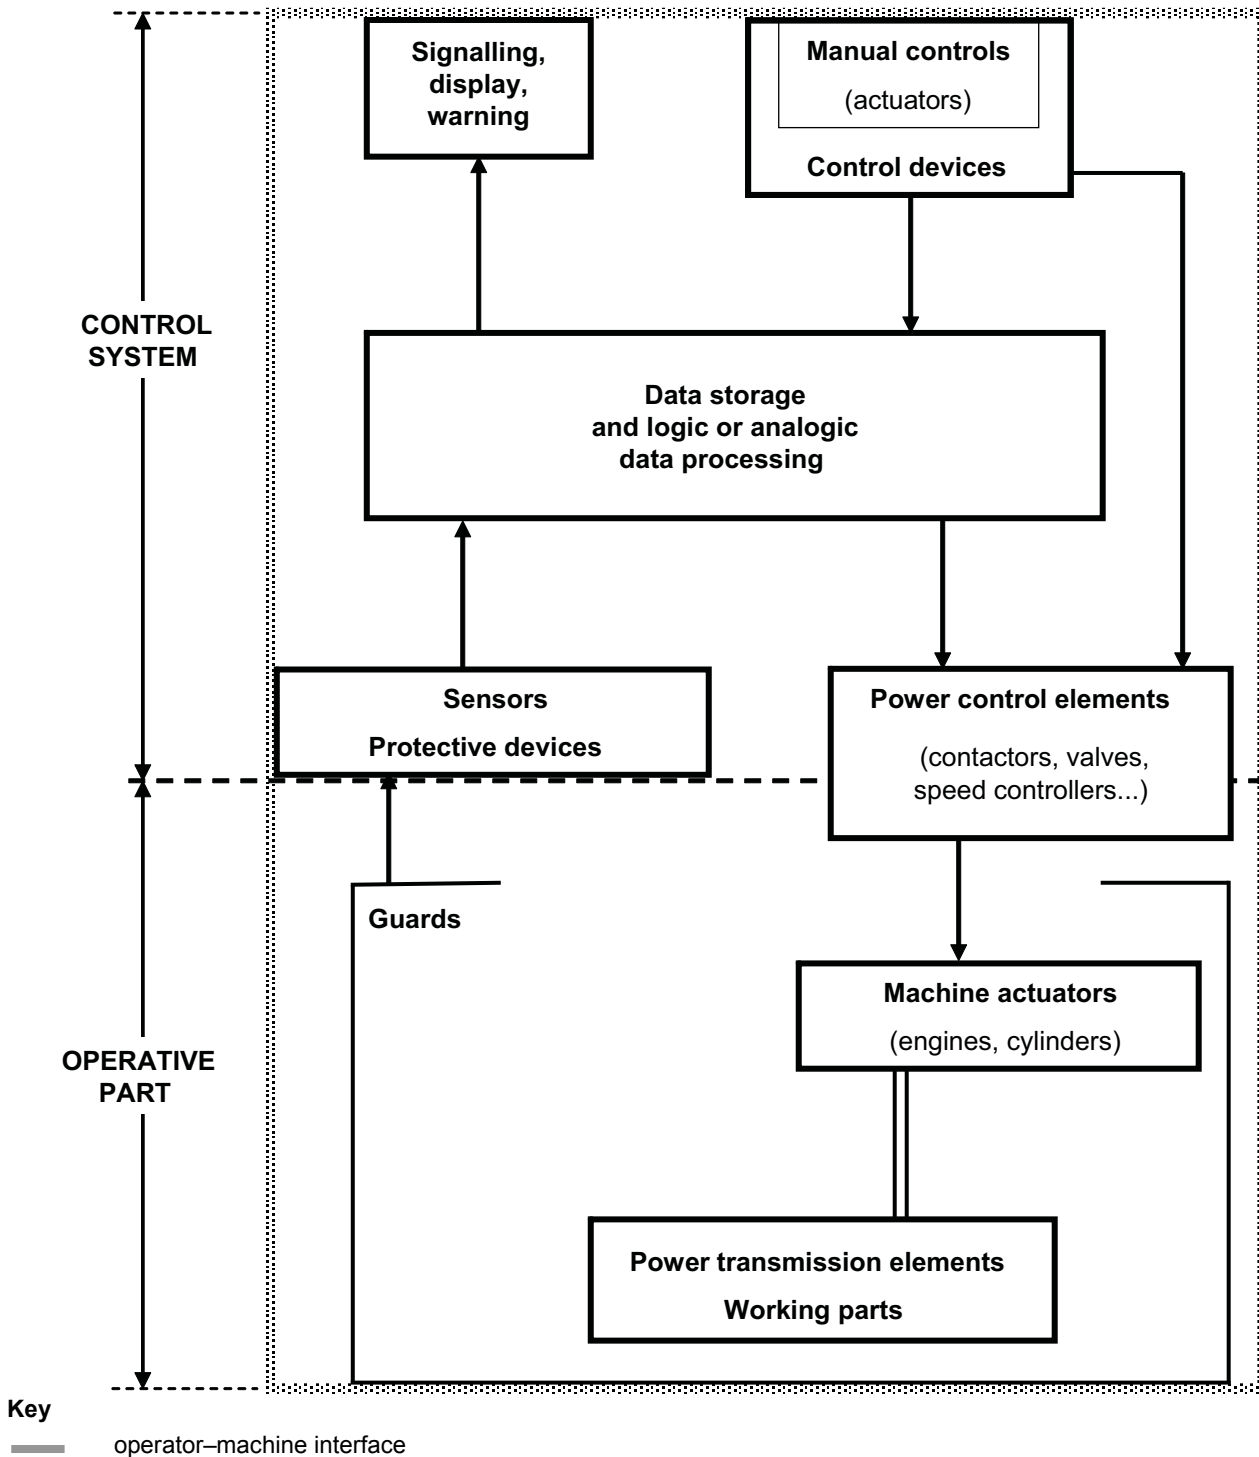 Signalling,
display,
warning
Manual controls
(actuators)
Control devices
CONTROL
SYSTEM
Data storage
and logic or analogic
data processing
Sensors
Protective devices
Power control elements
(contactors, valves,
speed controllers...)
Guards
Machine actuators
(engines, cylinders)
OPERATIVE
PART
Power transmission elements
Working parts
Key
operator–machine interface